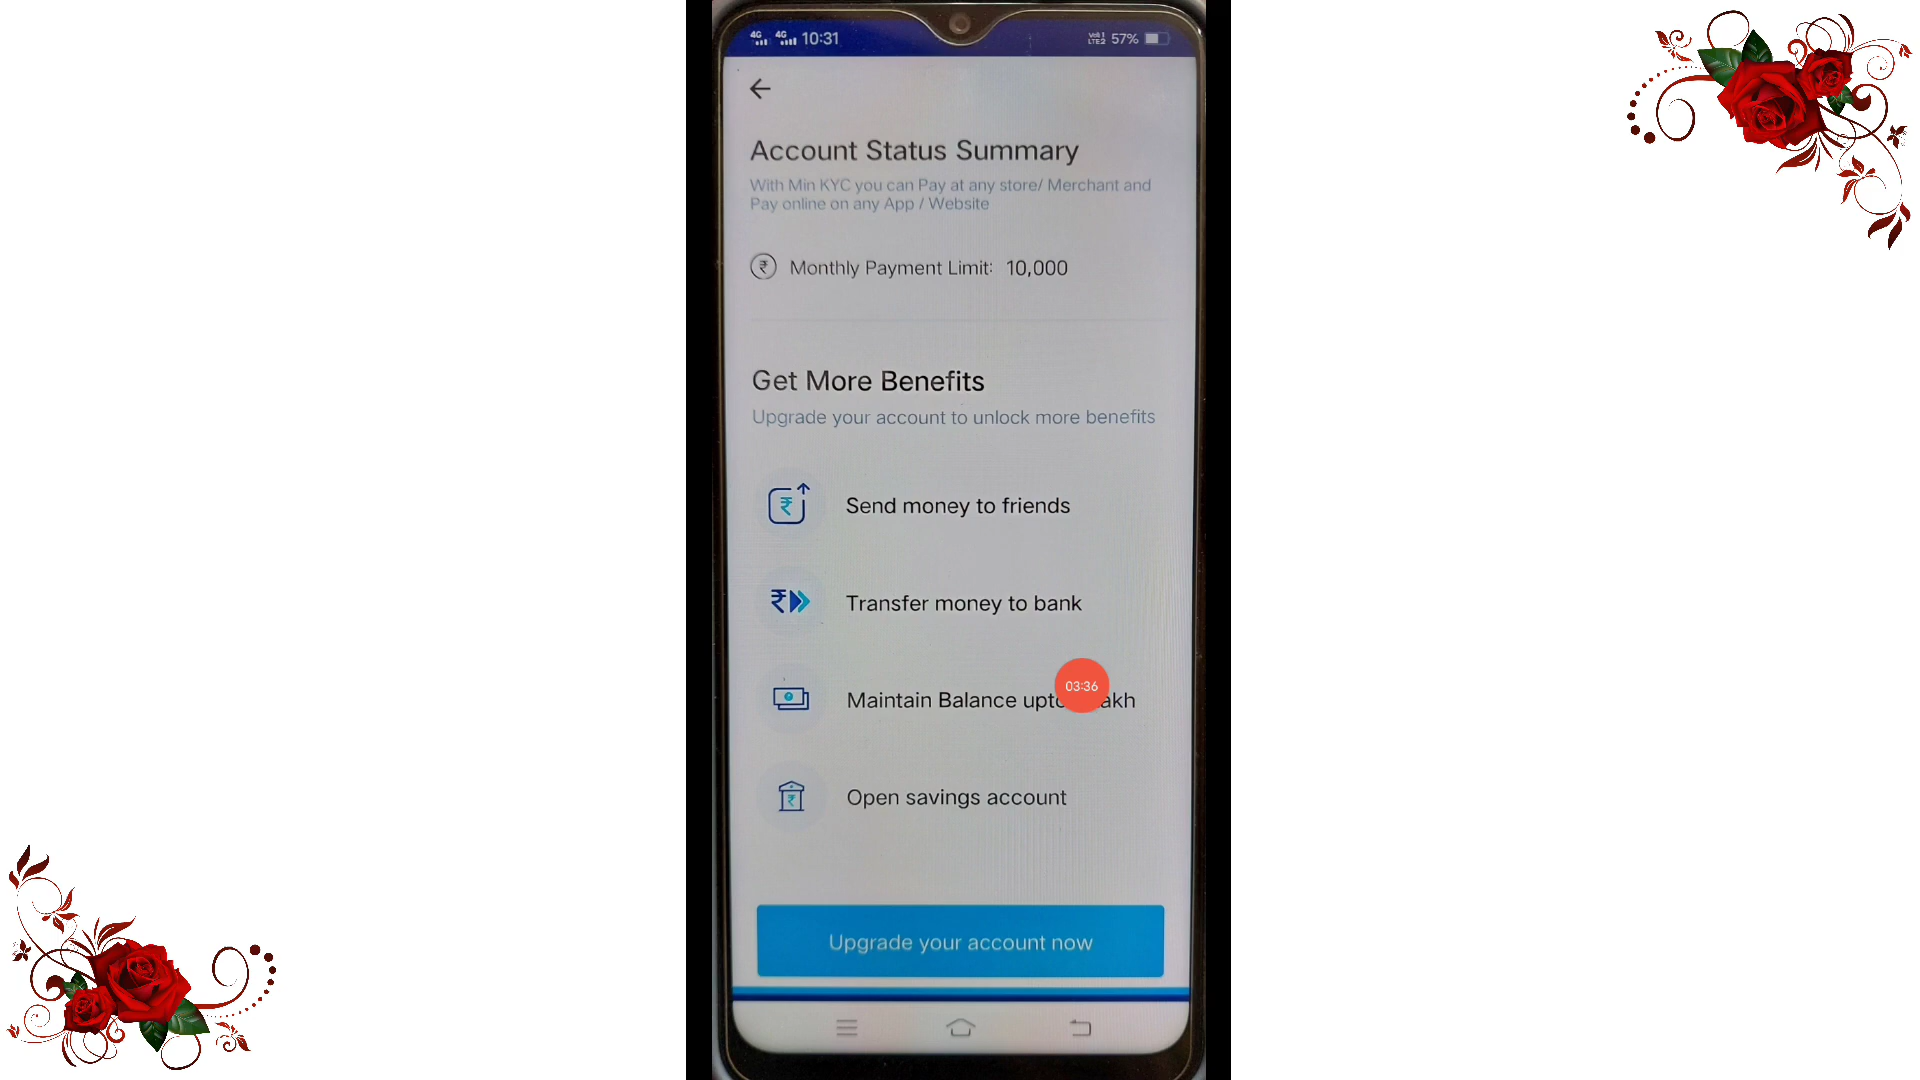 4G 4G 10:31 57%
Account Status Summary
With Min KYC you can Pay at any store/ Merchant and
Pay online on any App / Website
₹ Monthly Payment Limit: 10,000
Get More Benefits
Upgrade your account to unlock more benefits
₹ Send money to friends
₹ Transfer money to bank
03:36
Maintain Balance upto akh
₹ Open savings account
Upgrade your account now